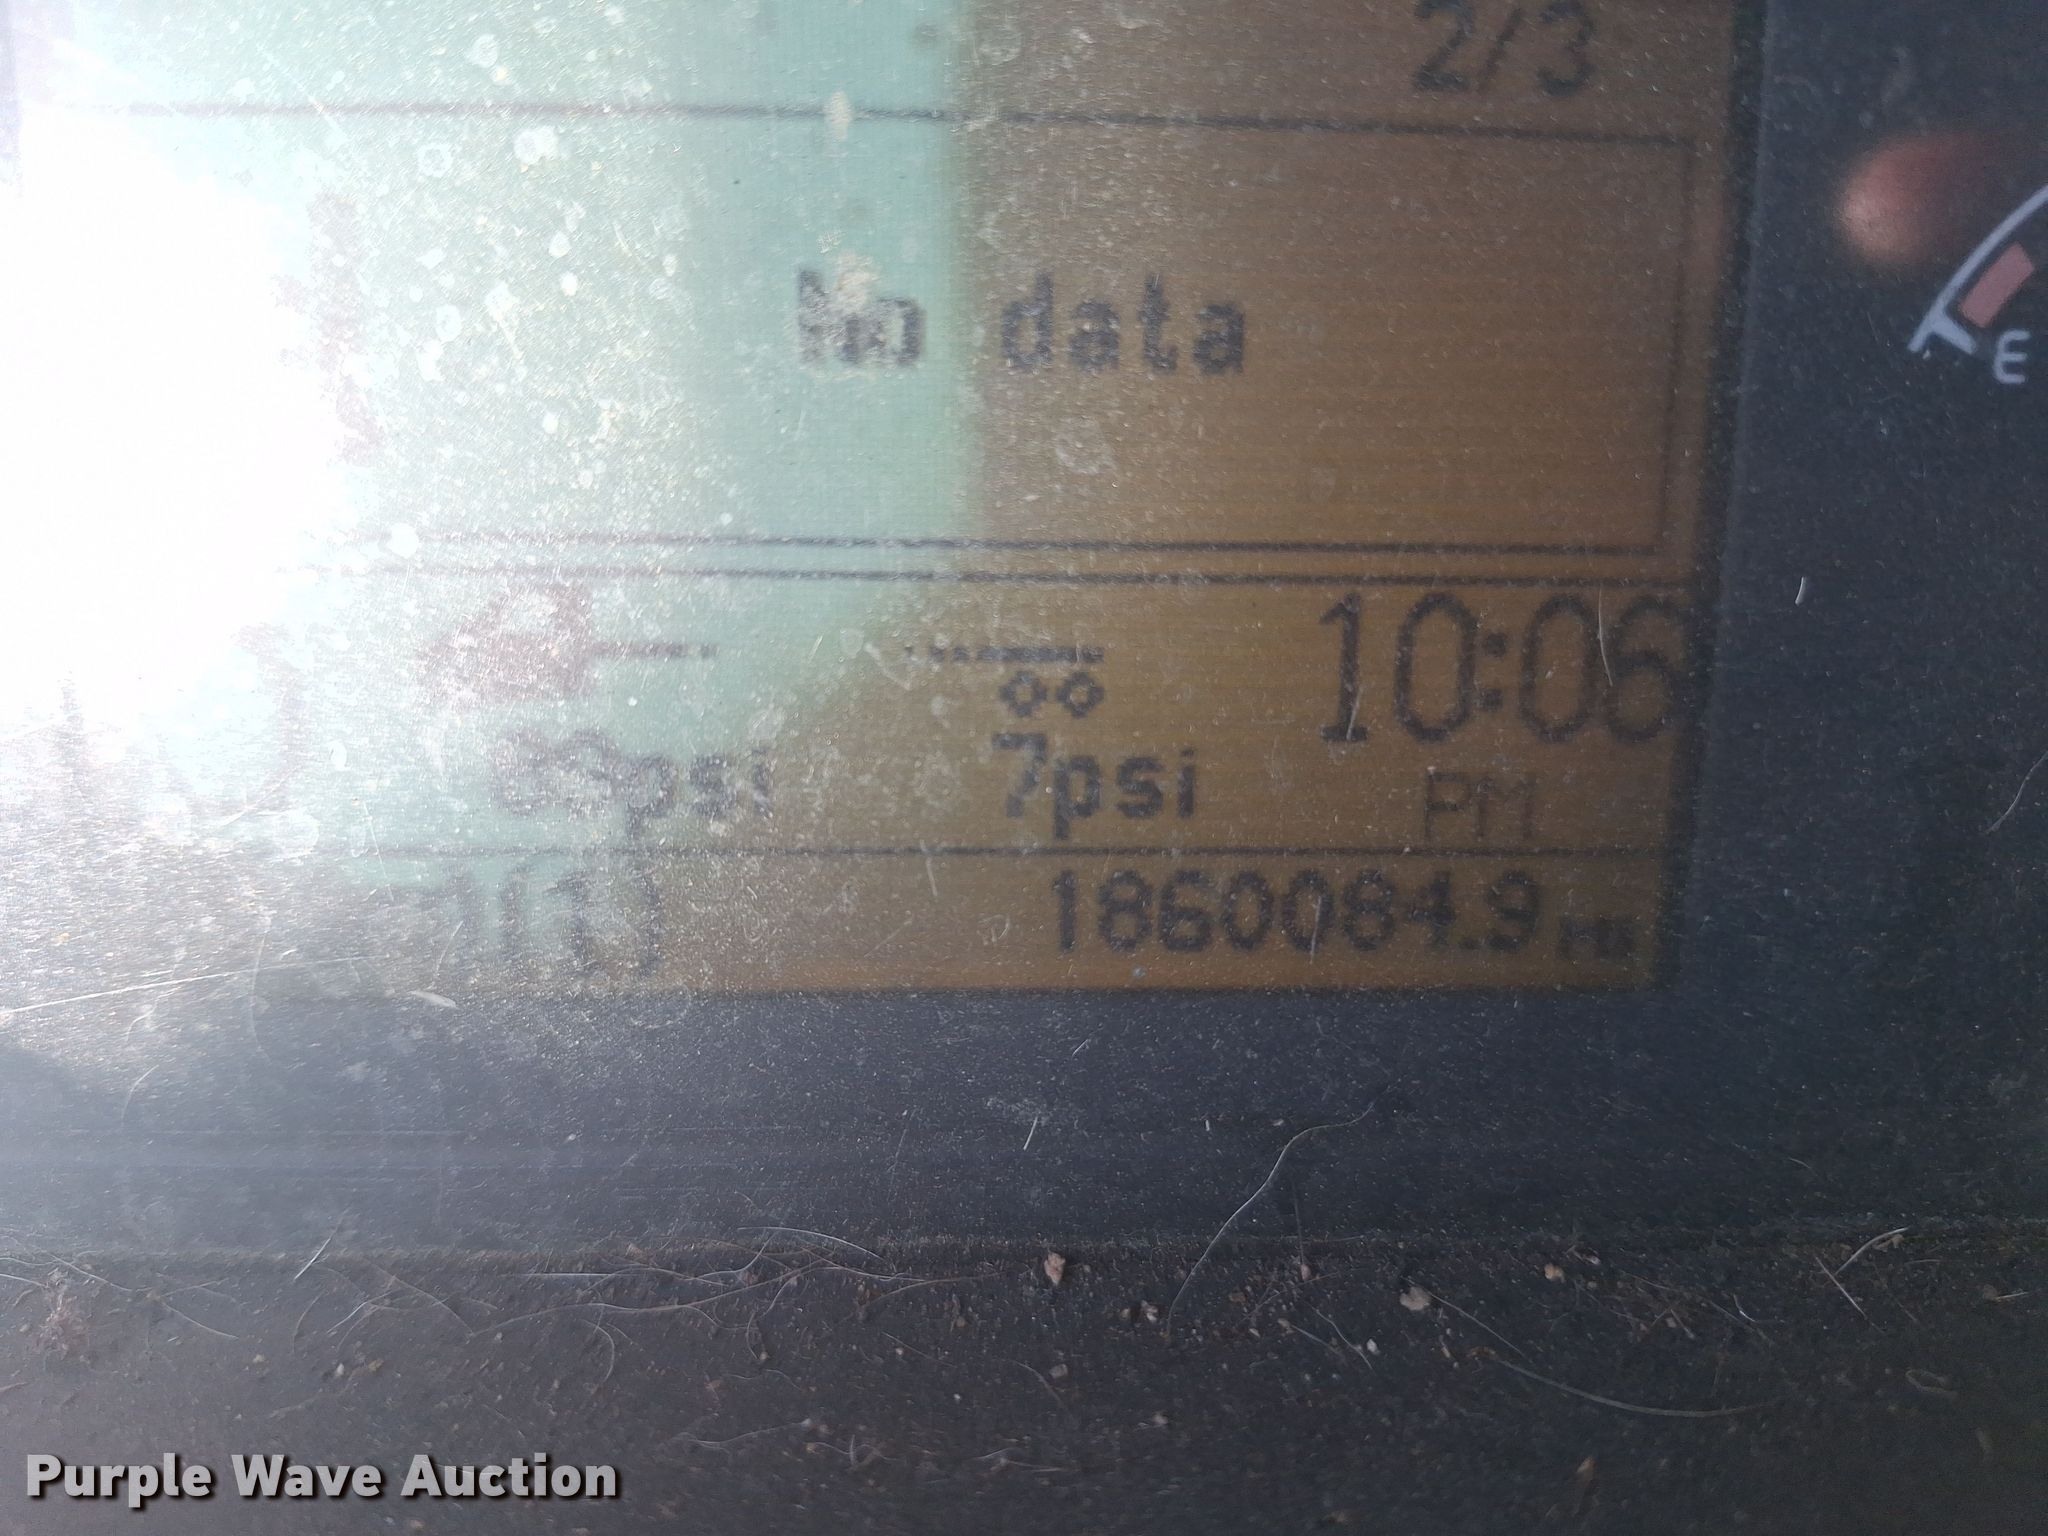 2/3
No data
E
10:06
7psi
PM
1860084.9
Purple Wave Auction